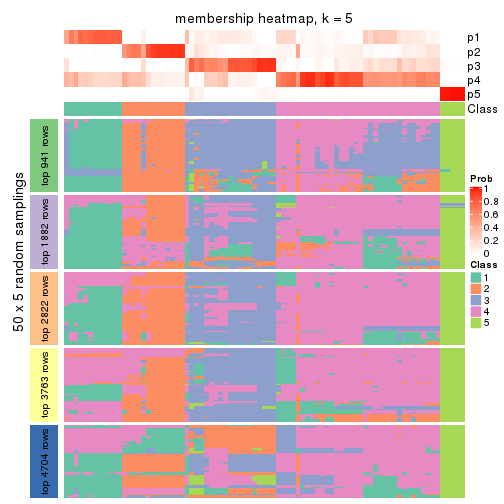 membership heatmap, k = 5
p1
p2
p3
p4
p5
Class
50 x 5 random samplings
top 941 rows
top 1882 rows
top 2822 rows
top 3763 rows
top 4704 rows
Prob
1
0.8
0.6
0.4
0.2
0
Class
1
2
3
4
5